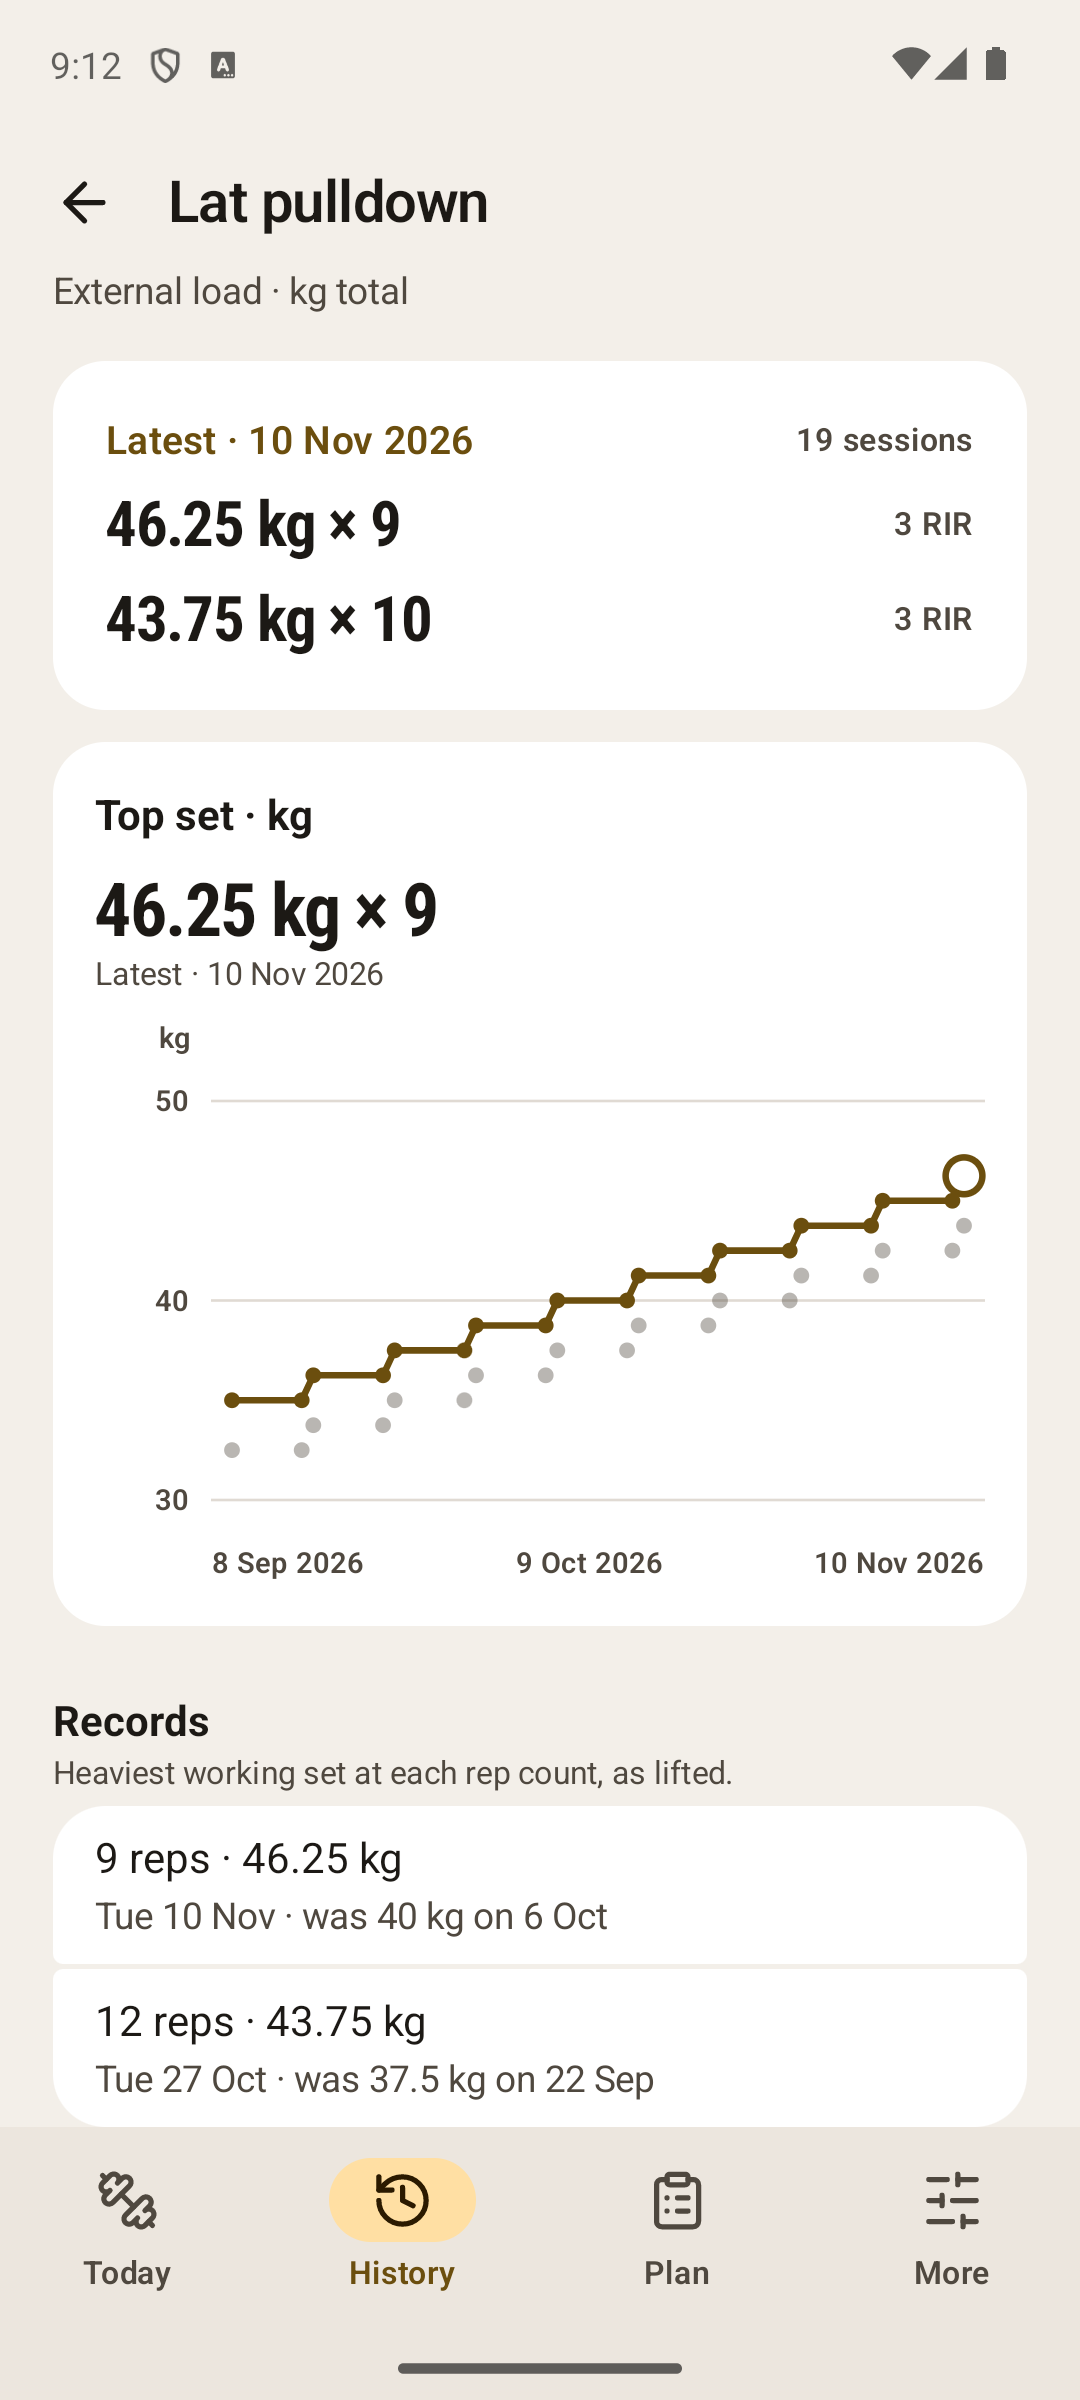 9:12
Lat pulldown
External load · kg total
Latest · 10 Nov 2026
19 sessions
46.25 kg × 9
3 RIR
43.75 kg × 10
3 RIR
Top set · kg
46.25 kg × 9
Latest · 10 Nov 2026
kg
50
40
30
8 Sep 2026
9 Oct 2026
10 Nov 2026
Records
Heaviest working set at each rep count, as lifted.
9 reps · 46.25 kg
Tue 10 Nov · was 40 kg on 6 Oct
12 reps · 43.75 kg
Tue 27 Oct · was 37.5 kg on 22 Sep
Today
History
Plan
More